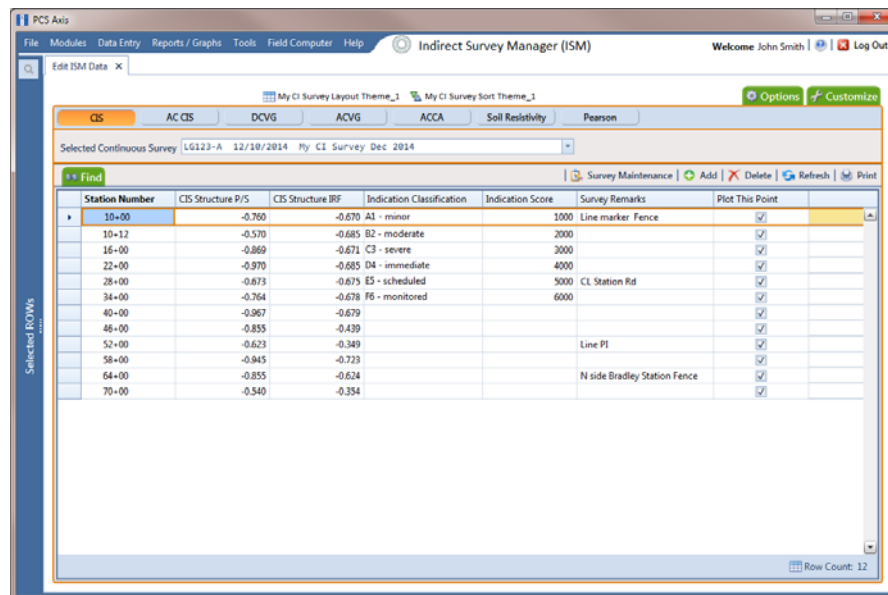 PCS Axis
File Modules Data Entry Reports / Graphs Tools Field Computer Help Indirect Survey Manager (ISM) Welcome John Smith | | Log Out
Edit ISM Data X
My CI Survey Layout Theme_1 My CI Survey Sort Theme_1 Options Customize
CIS AC CIS DCVG ACVG ACCA Soil Resistivity Pearson
Selected Continuous Survey LG123-A 12/10/2014 My CI Survey Dec 2014
Find | Survey Maintenance | Add | Delete | Refresh | Print
Station Number CIS Structure P/S CIS Structure IRF Indication Classification Indication Score Survey Remarks Plot This Point
10+00 -0.760 -0.670 A1 - minor 1000 Line marker Fence
10+12 -0.570 -0.685 B2 - moderate 2000
16+00 -0.869 -0.671 C3 - severe 3000
22+00 -0.970 -0.685 D4 - immediate 4000
28+00 -0.673 -0.675 E5 - scheduled 5000 CL Station Rd
34+00 -0.764 -0.678 F6 - monitored 6000
40+00 -0.967 -0.679
46+00 -0.855 -0.439
52+00 -0.623 -0.349 Line PI
58+00 -0.945 -0.723
64+00 -0.855 -0.624 N side Bradley Station Fence
70+00 -0.540 -0.354
Selected ROWs ...
Row Count: 12